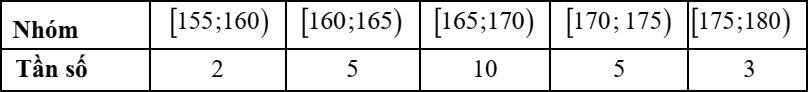 Nhóm [155;160) [160;165) [165;170) [170; 175) [175;180)
Tần số 2 5 10 5 3